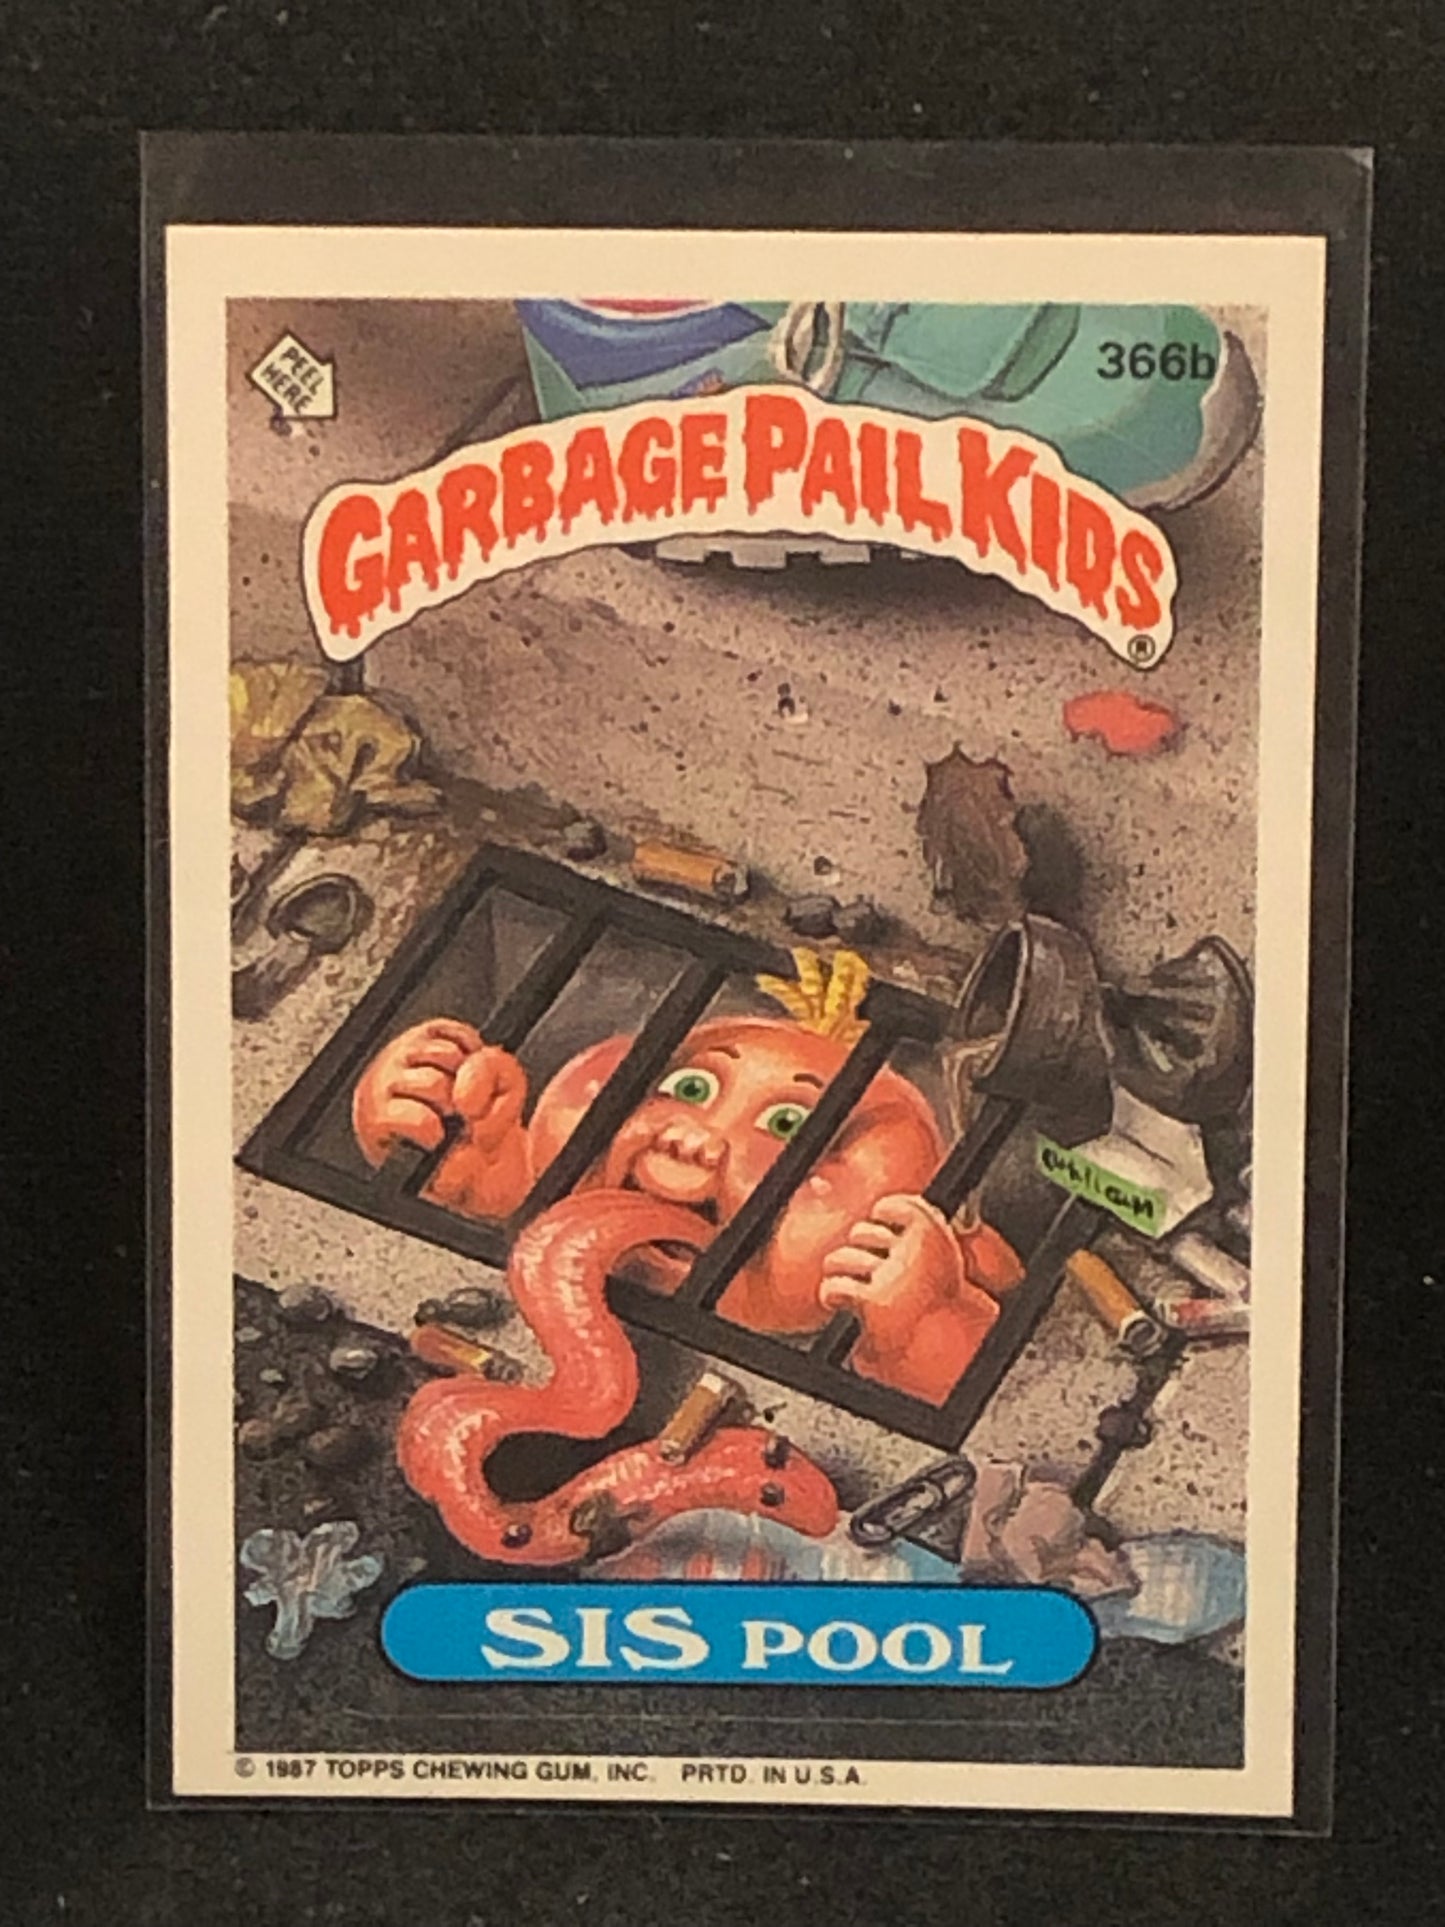 PEEL
HERE
366b
GARBAGE PAIL KIDS
®
SIS POOL
© 1987 TOPPS CHEWING GUM, INC. PRTD. IN U.S.A.